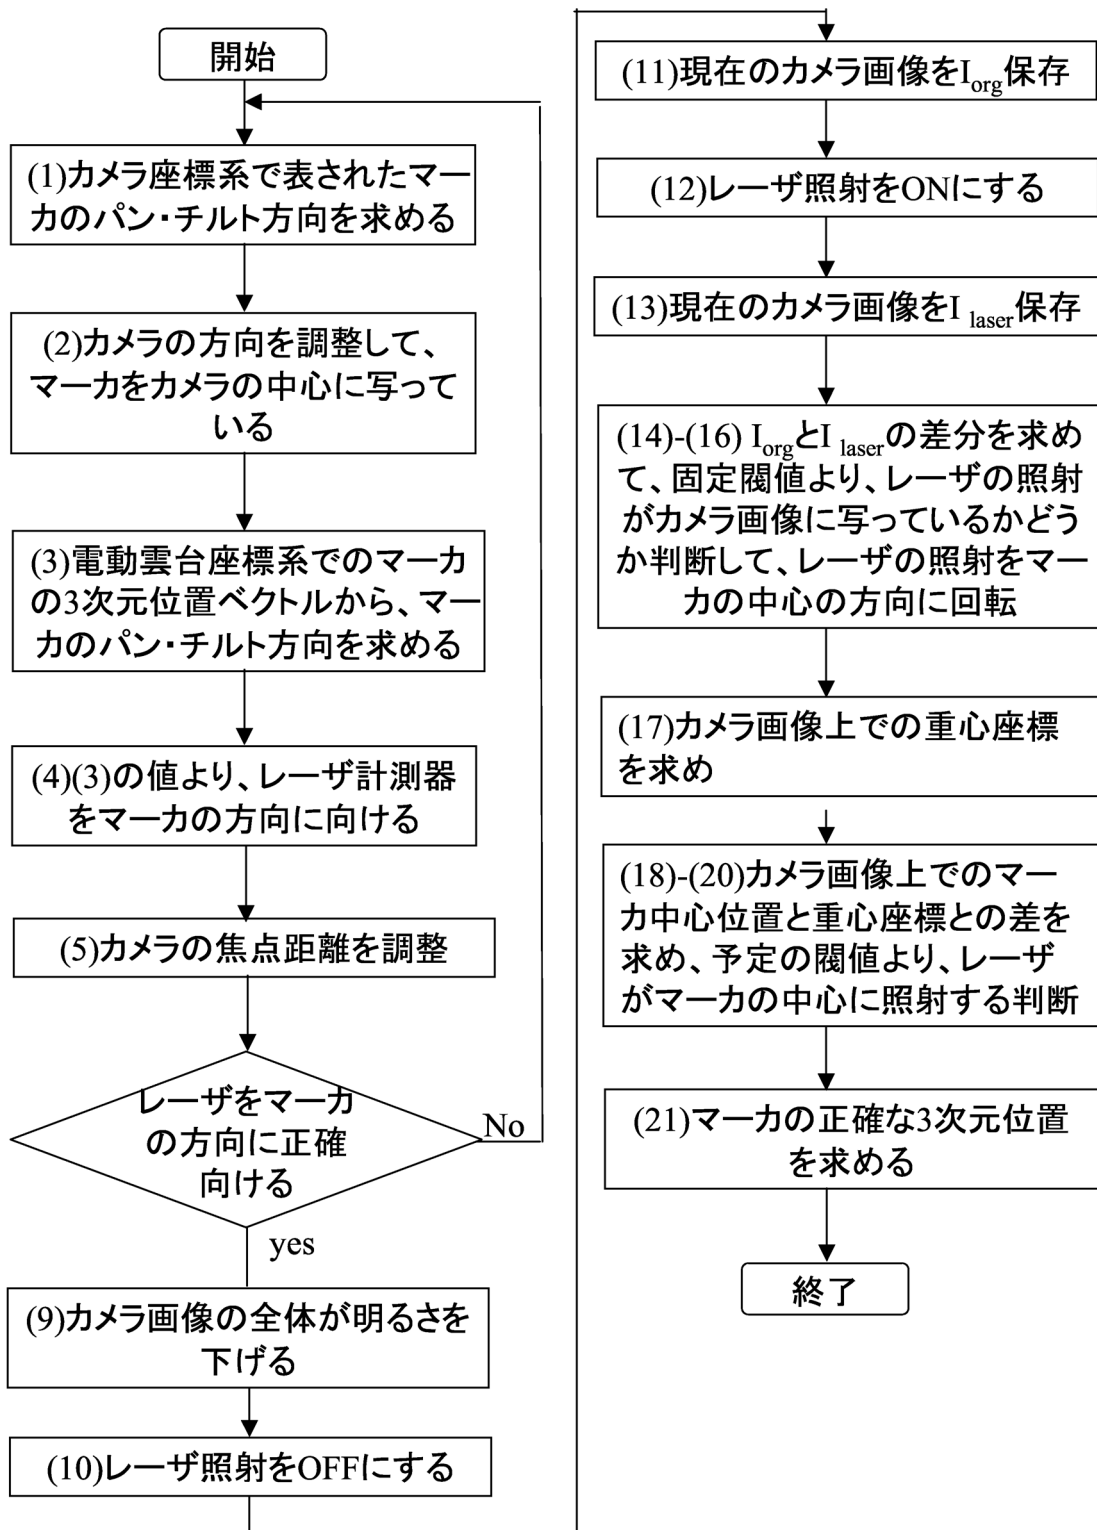 開始
(1)カメラ座標系で表されたマー
カのパン・チルト方向を求める
(2)カメラの方向を調整して、
マーカをカメラの中心に写って
いる
(3)電動雲台座標系でのマーカ
の3次元位置ベクトルから、マー
カのパン・チルト方向を求める
(4)(3)の値より、レーザ計測器
をマーカの方向に向ける
(5)カメラの焦点距離を調整
レーザをマーカ
の方向に正確
向ける
No
yes
(9)カメラ画像の全体が明るさを
下げる
(10)レーザ照射をOFFにする
(11)現在のカメラ画像をIorg保存
(12)レーザ照射をONにする
(13)現在のカメラ画像をI laser保存
(14)-(16) IorgとI laserの差分を求め
て、固定閾値より、レーザの照射
がカメラ画像に写っているかどう
か判断して、レーザの照射をマー
カの中心の方向に回転
(17)カメラ画像上での重心座標
を求め
(18)-(20)カメラ画像上でのマー
カ中心位置と重心座標との差を
求め、予定の閾値より、レーザ
がマーカの中心に照射する判断
(21)マーカの正確な3次元位置
を求める
終了